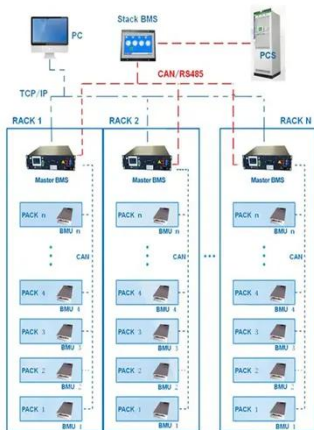 PC
Stack BMS
PCS
CAN/RS485
TCP/IP
RACK 1
RACK 2
RACK N
Master BMS
Master BMS
Master BMS
PACK n
PACK n
PACK n
BMU n
BMU n
BMU n
CAN
CAN
CAN
...
PACK 4
PACK 4
PACK 4
BMU 4
BMU 4
BMU 4
PACK 3
PACK 3
PACK 3
BMU 3
BMU 3
BMU 3
PACK 2
PACK 2
PACK 2
BMU 2
BMU 2
BMU 2
PACK 1
PACK 1
PACK 1
BMU 1
BMU 1
BMU 1